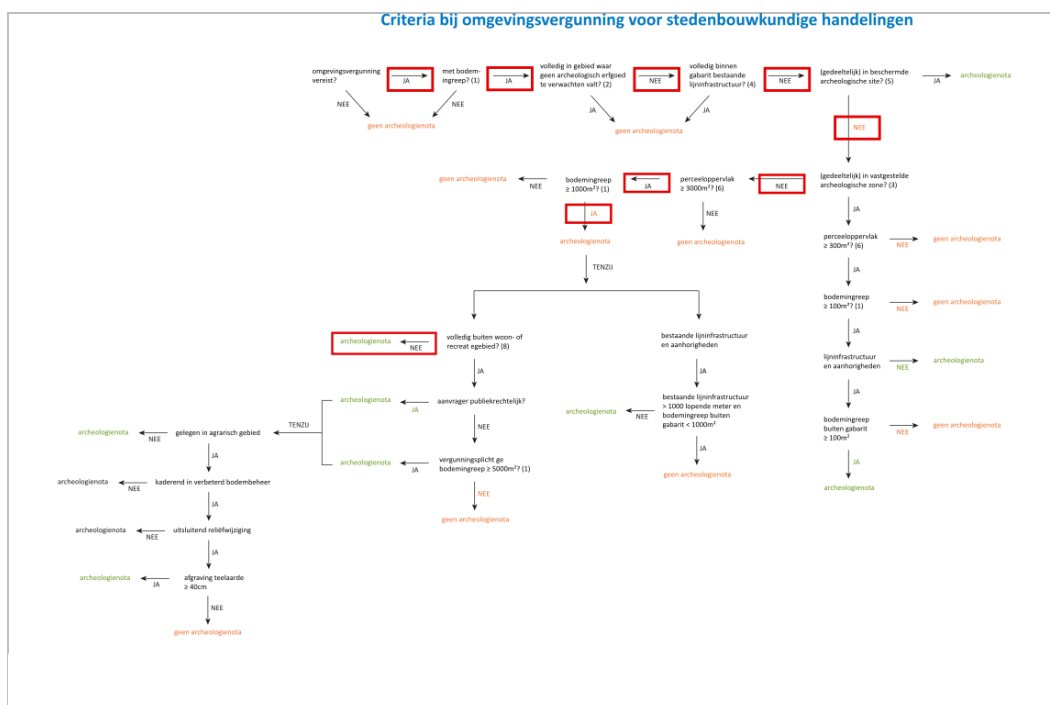 Criteria bij omgevingsvergunning voor stedenbouwkundige handelingen
omgevingsvergunning
vereist?
JA
met bodem-
ingreep? (1)
JA
volledig in gebied waar
geen archeologisch erfgoed
te verwachten valt? (2)
NEE
volledig binnen
gabarit bestaande
lijninfrastructuur? (4)
NEE
(gedeeltelijk) in beschermde
archeologische site? (5)
JA
archeologienota
NEE
NEE
JA
JA
geen archeologienota
geen archeologienota
NEE
geen archeologienota
NEE
bodemingreep
≥ 1000m²? (1)
JA
perceeloppervlak
≥ 3000m²? (6)
NEE
(gedeeltelijk) in vastgestelde
archeologische zone? (3)
JA
NEE
JA
archeologienota
geen archeologienota
perceeloppervlak
≥ 300m²? (6)
NEE
geen archeologienota
TENZIJ
JA
bodemingreep
≥ 100m²? (1)
NEE
geen archeologienota
JA
archeologienota
NEE
volledig buiten woon- of
recreat egebied? (8)
bestaande lijninfrastructuur
en aanhorigheden
lijninfrastructuur
en aanhorigheden
NEE
archeologienota
JA
JA
JA
archeologienota
JA
aanvrager publiekrechtelijk?
archeologienota
NEE
bestaande lijninfrastructuur
> 1000 lopende meter en
bodemingreep buiten
gabarit < 1000m²
bodemingreep
buiten gabarit
≥ 100m²
NEE
geen archeologienota
archeologienota
NEE
gelegen in agrarisch gebied
TENZIJ
NEE
JA
JA
archeologienota
JA
vergunningsplicht ge
bodemingreep ≥ 5000m²? (1)
geen archeologienota
archeologienota
JA
archeologienota
NEE
kaderend in verbeterd bodembeheer
NEE
JA
geen archeologienota
archeologienota
NEE
uitsluitend reliëfwijziging
JA
archeologienota
JA
afgraving teelaarde
≥ 40cm
NEE
geen archeologienota